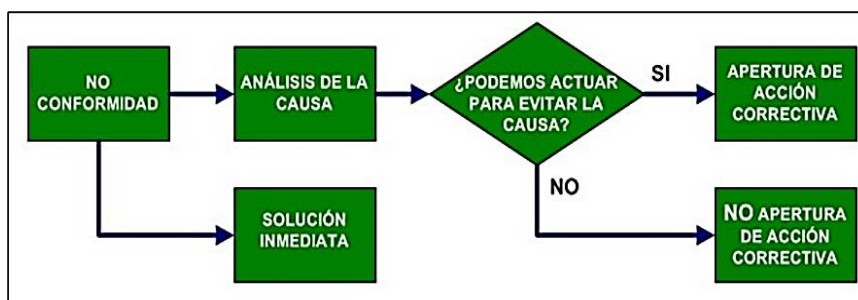 NO
CONFORMIDAD
ANÁLISIS DE LA
CAUSA
¿PODEMOS ACTUAR
PARA EVITAR LA
CAUSA?
SI
APERTURA DE
ACCIÓN
CORRECTIVA
NO
SOLUCIÓN
INMEDIATA
NO APERTURA
DE ACCIÓN
CORRECTIVA